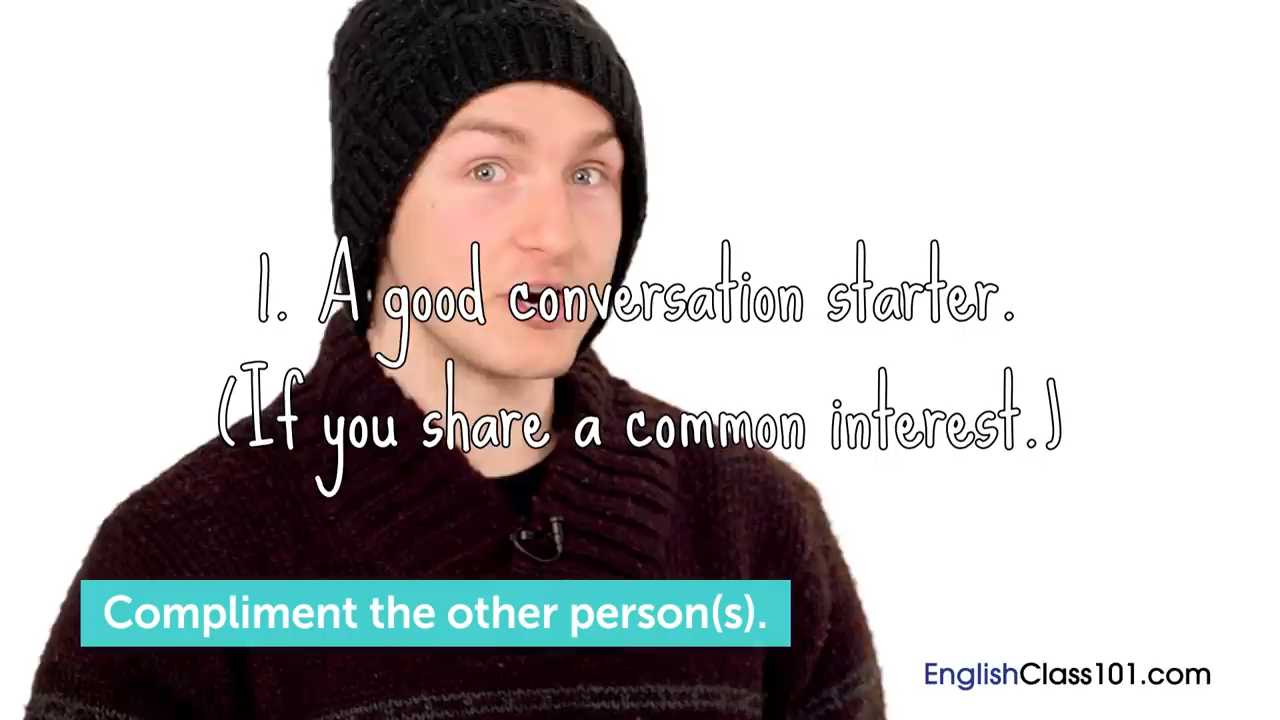 1. A good conversation starter.
(If you share a common interest.)
Compliment the other person(s).
EnglishClass101.com